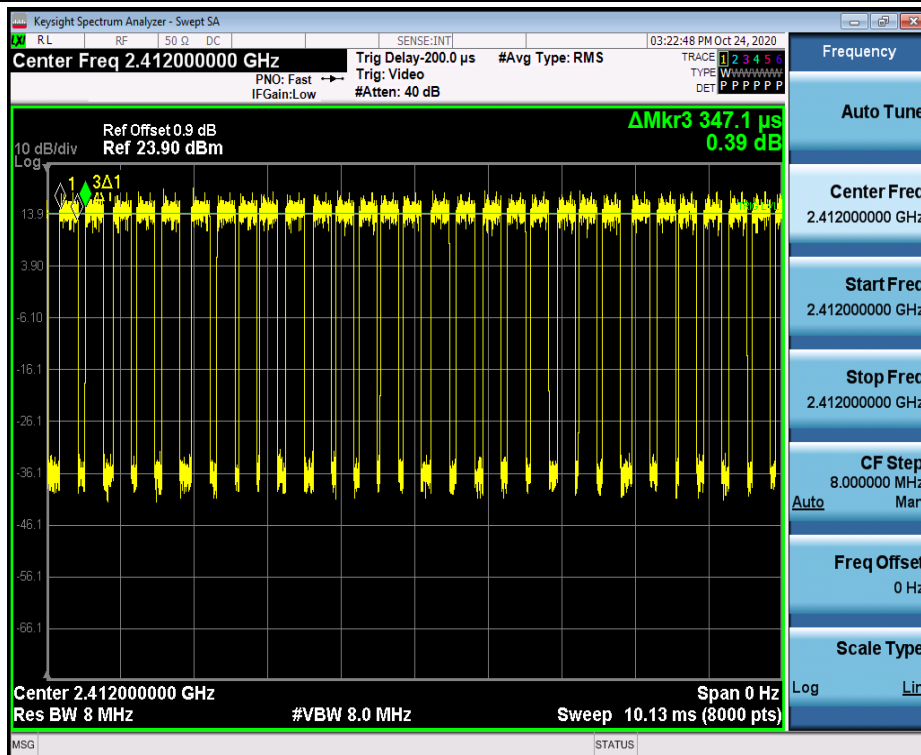 Keysight Spectrum Analyzer - Swept SA
LXI RL RF 50 Ω DC SENSE:INT 03:22:48 PM Oct 24, 2020
Center Freq 2.412000000 GHz
PNO: Fast
IFGain:Low
Trig Delay-200.0 µs
Trig: Video
#Atten: 40 dB
#Avg Type: RMS
TRACE 1 2 3 4 5 6
TYPE WWWWWW
DET P P P P P P
Ref Offset 0.9 dB
10 dB/div Ref 23.90 dBm
Log
ΔMkr3 347.1 µs
0.39 dB
1 3Δ1
13.9
3.90
-6.10
-16.1
-26.1
-36.1
-46.1
-56.1
-66.1
Center 2.412000000 GHz Span 0 Hz
Res BW 8 MHz #VBW 8.0 MHz Sweep 10.13 ms (8000 pts)
MSG STATUS
Frequency
Auto Tune
Center Freq
2.412000000 GHz
Start Freq
2.412000000 GHz
Stop Freq
2.412000000 GHz
CF Step
8.000000 MHz
Auto Man
Freq Offset
0 Hz
Scale Type
Log Lin